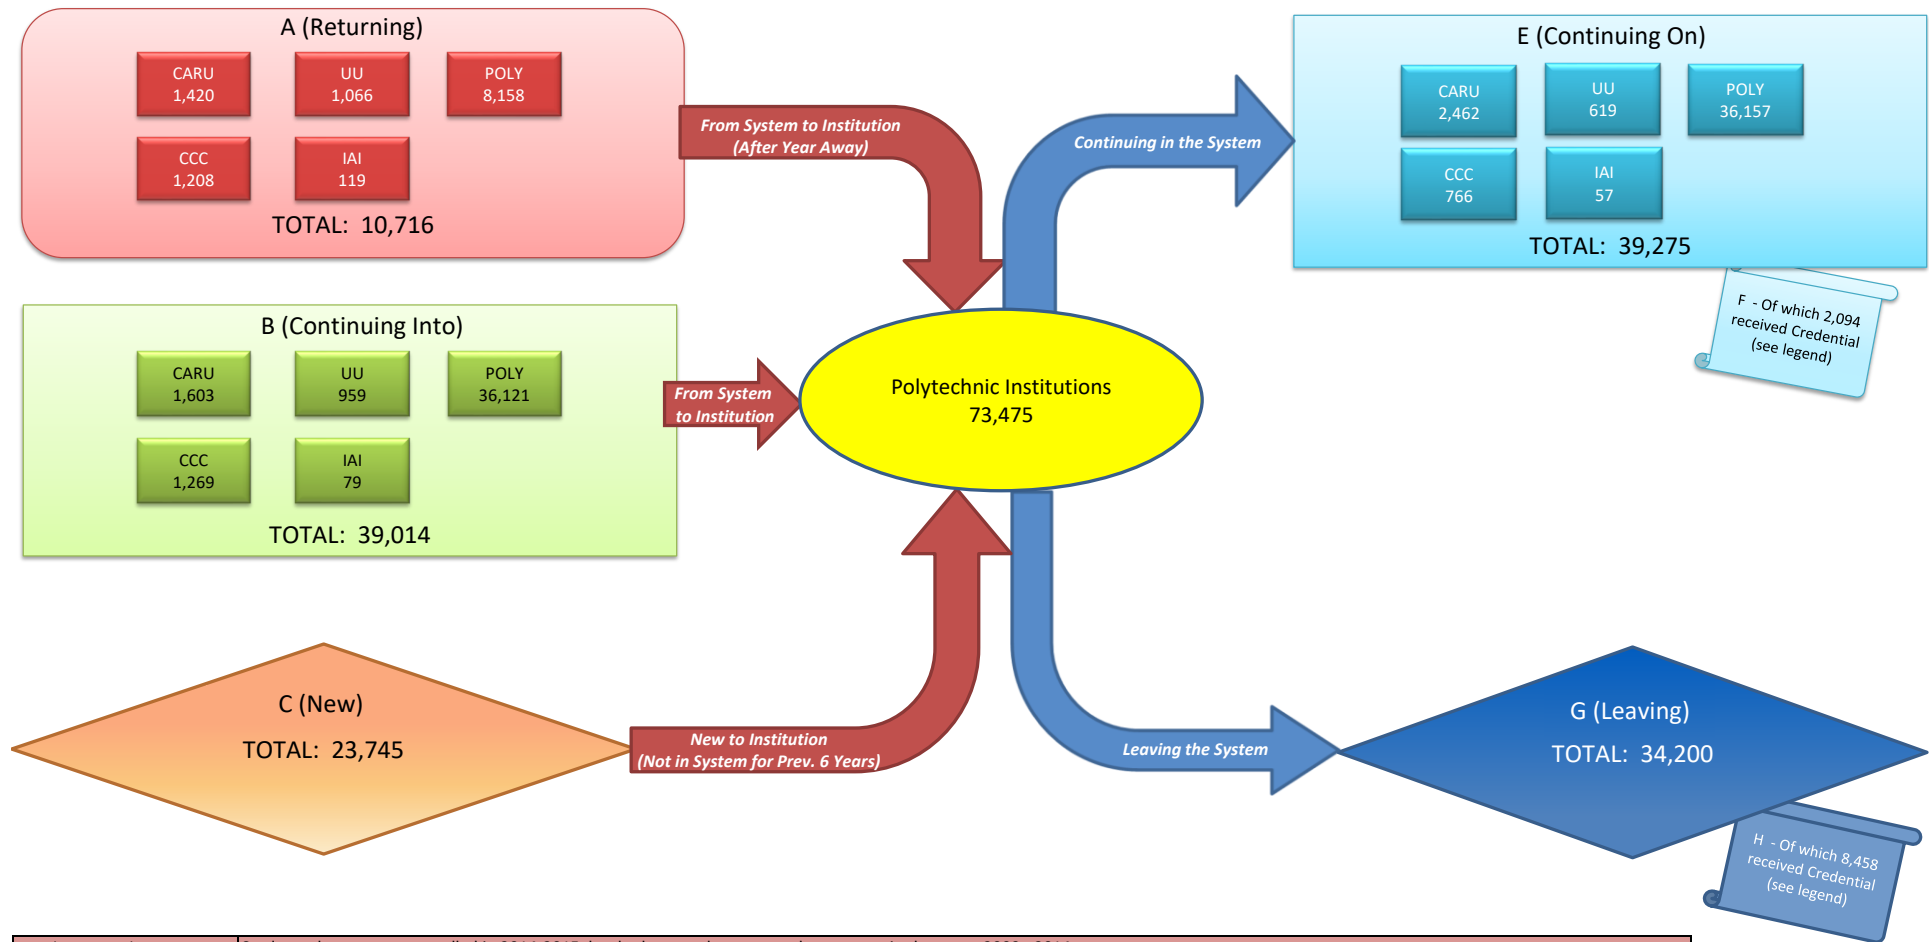 A (Returning)
CARU
1,420
UU
1,066
POLY
8,158
CCC
1,208
IAI
119
TOTAL: 10,716
From System to Institution
(After Year Away)
B (Continuing Into)
CARU
1,603
UU
959
POLY
36,121
CCC
1,269
IAI
79
TOTAL: 39,014
From System
to Institution
C (New)
TOTAL: 23,745
New to Institution
(Not in System for Prev. 6 Years)
Polytechnic Institutions
73,475
Continuing in the System
E (Continuing On)
CARU
2,462
UU
619
POLY
36,157
CCC
766
IAI
57
TOTAL: 39,275
F - Of which 2,094
received Credential
(see legend)
Leaving the System
G (Leaving)
TOTAL: 34,200
H - Of which 8,458
received Credential
(see legend)